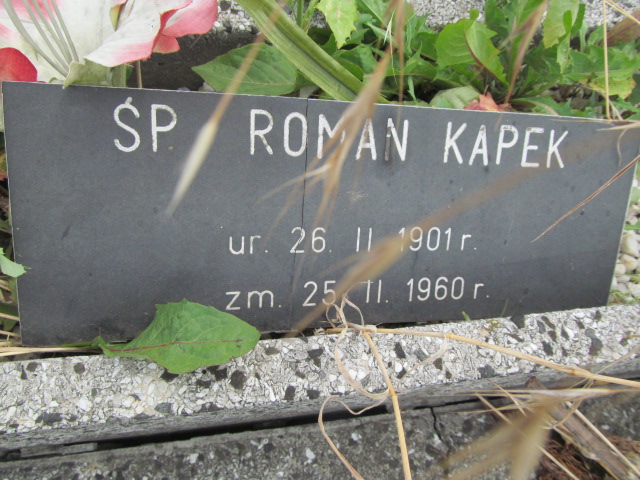 ŚP ROMAN KAPEK
ur. 26. II. 1901 r.
zm. 25. II. 1960 r.